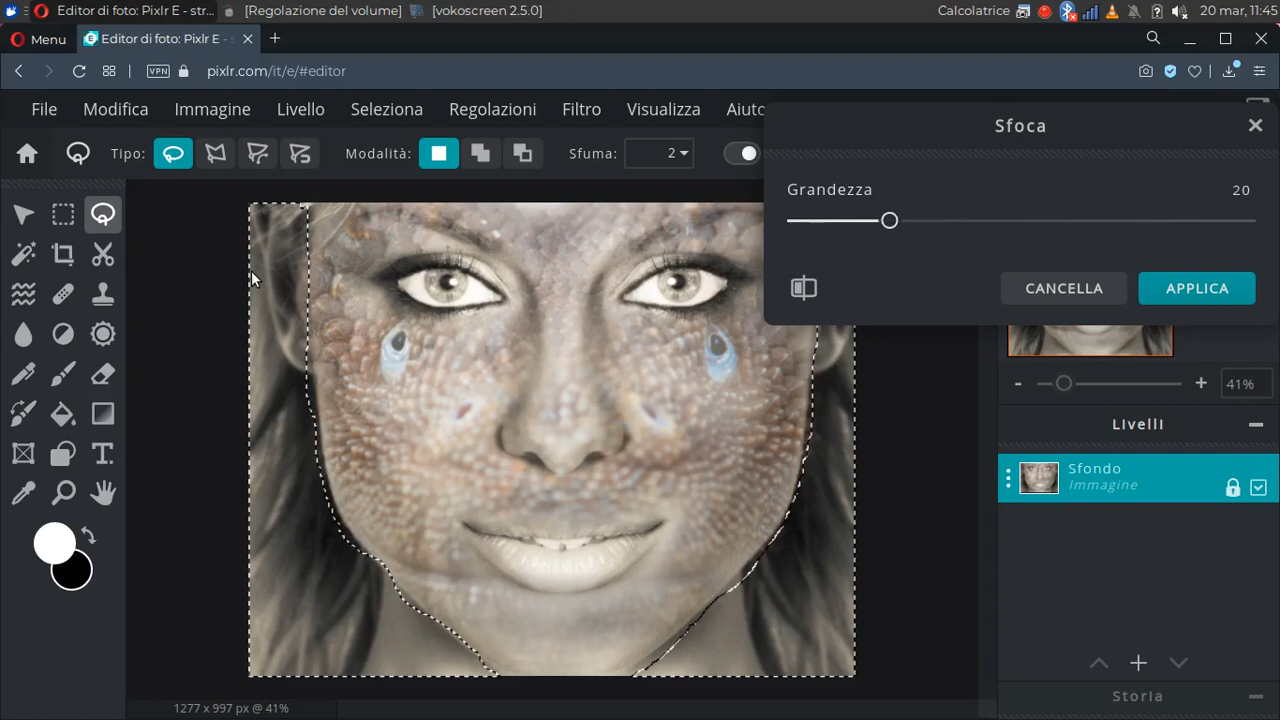 Editor di foto: Pixlr E - str...
[Regolazione del volume]
[vokoscreen 2.5.0]
Calcolatrice
20 mar, 11:45
Menu
Editor di foto: Pixlr E - s
VPN
pixlr.com/it/e/#editor
File
Modifica
Immagine
Livello
Seleziona
Regolazioni
Filtro
Visualizza
Aiuto
Tipo:
Modalità:
Sfuma:
2
Sfoca
Grandezza
20
CANCELLA
APPLICA
41%
Livelli
Sfondo
Immagine
1277 x 997 px @ 41%
Storia